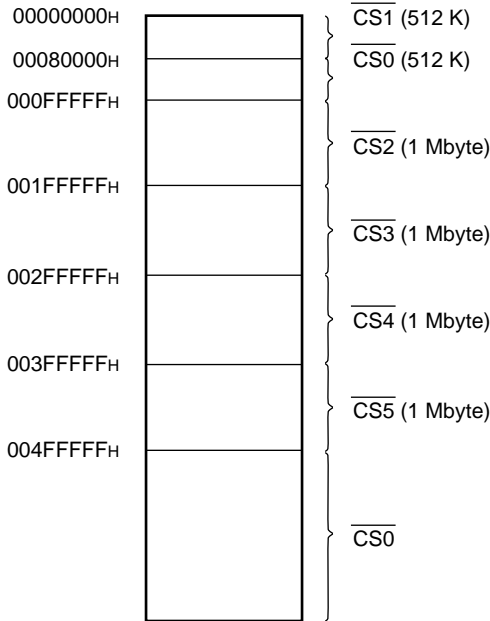 00000000H
CS1 (512 K)
00080000H
CS0 (512 K)
000FFFFFH
CS2 (1 Mbyte)
001FFFFFH
CS3 (1 Mbyte)
002FFFFFH
CS4 (1 Mbyte)
003FFFFFH
CS5 (1 Mbyte)
004FFFFFH
CS0